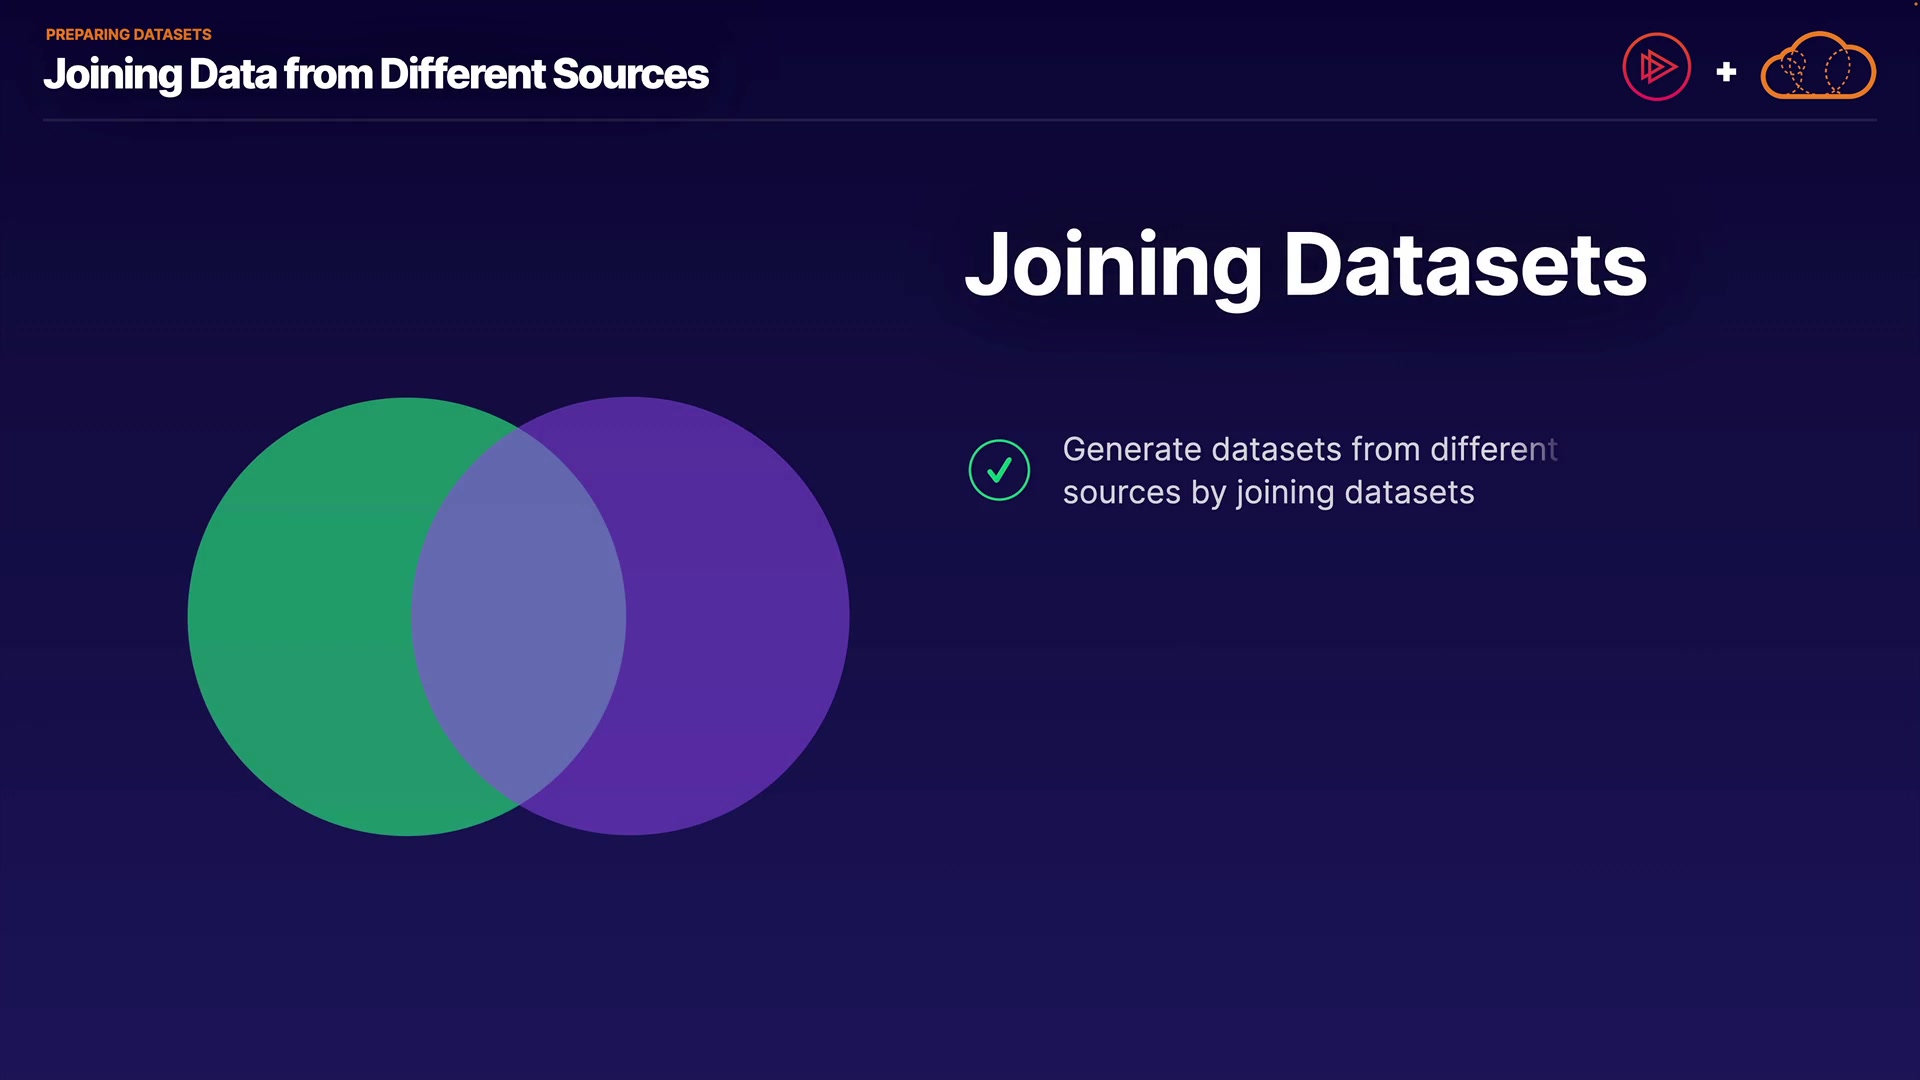 PREPARING DATASETS
Joining Data from Different Sources
Joining Datasets
Generate datasets from different
sources by joining datasets